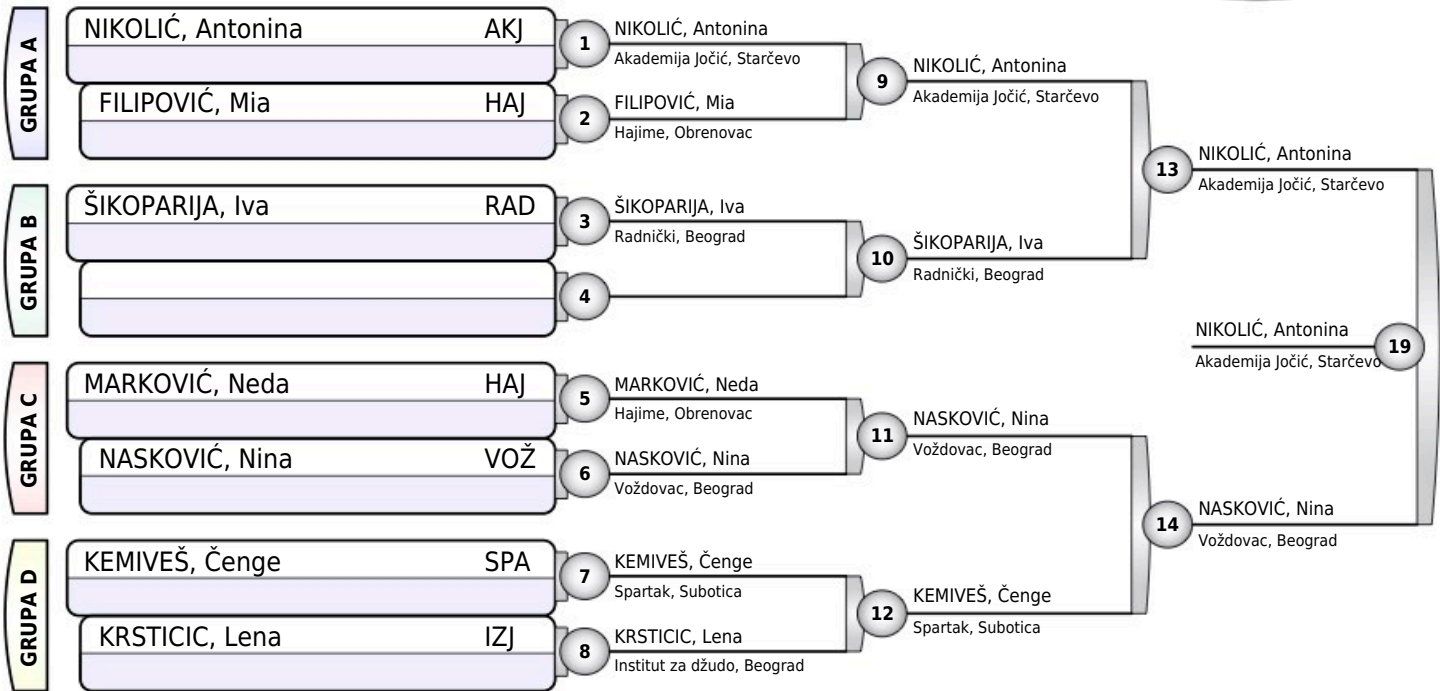 GRUPA A
NIKOLIĆ, Antonina AKJ
FILIPOVIĆ, Mia HAJ
GRUPA B
ŠIKOPARIJA, Iva RAD
GRUPA C
MARKOVIĆ, Neda HAJ
NASKOVIĆ, Nina VOŽ
GRUPA D
KEMIVEŠ, Čenge SPA
KRSTICIC, Lena IZJ
1
NIKOLIĆ, Antonina
Akademija Jočić, Starčevo
2
FILIPOVIĆ, Mia
Hajime, Obrenovac
3
ŠIKOPARIJA, Iva
Radnički, Beograd
4
5
MARKOVIĆ, Neda
Hajime, Obrenovac
6
NASKOVIĆ, Nina
Voždovac, Beograd
7
KEMIVEŠ, Čenge
Spartak, Subotica
8
KRSTICIC, Lena
Institut za džudo, Beograd
9
NIKOLIĆ, Antonina
Akademija Jočić, Starčevo
10
ŠIKOPARIJA, Iva
Radnički, Beograd
11
NASKOVIĆ, Nina
Voždovac, Beograd
12
KEMIVEŠ, Čenge
Spartak, Subotica
13
NIKOLIĆ, Antonina
Akademija Jočić, Starčevo
14
NASKOVIĆ, Nina
Voždovac, Beograd
NIKOLIĆ, Antonina
Akademija Jočić, Starčevo
19